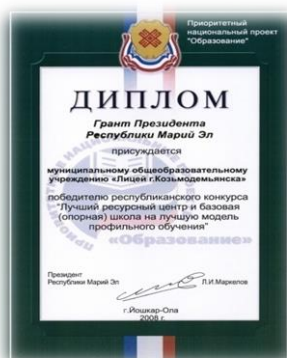 Приоритетный
национальный проект
"Образование"
ДИПЛОМ
Грант Президента
Республики Марий Эл
присуждается
муниципальному общеобразовательному
учреждению «Лицей г.Козьмодемьянска»
победителю республиканского конкурса
"Лучший ресурсный центр и базовая
(опорная) школа на лучшую модель
профильного обучения"
«Образование»
Президент
Республики Марий Эл
Л.И.Маркелов
г.Йошкар-Ола
2008 г.